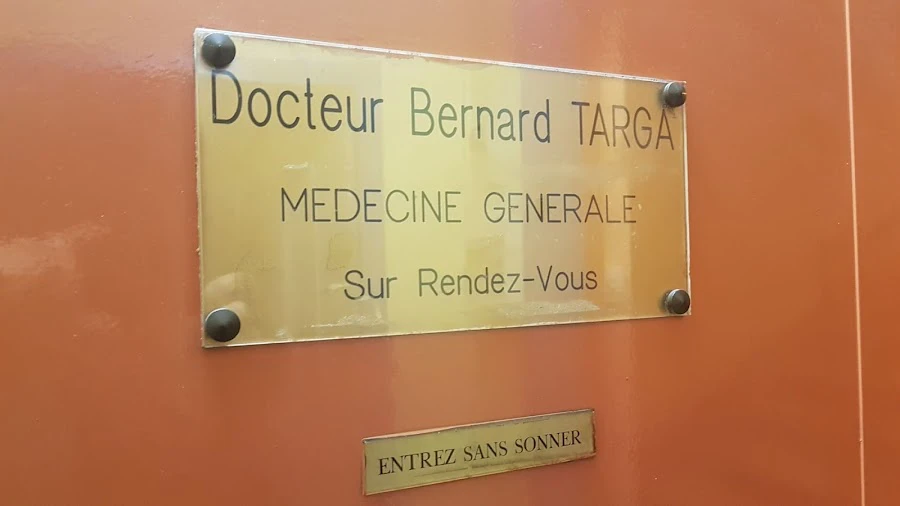 Docteur Bernard TARGA
MEDECINE GENERALE
Sur Rendez-Vous
ENTREZ SANS SONNER